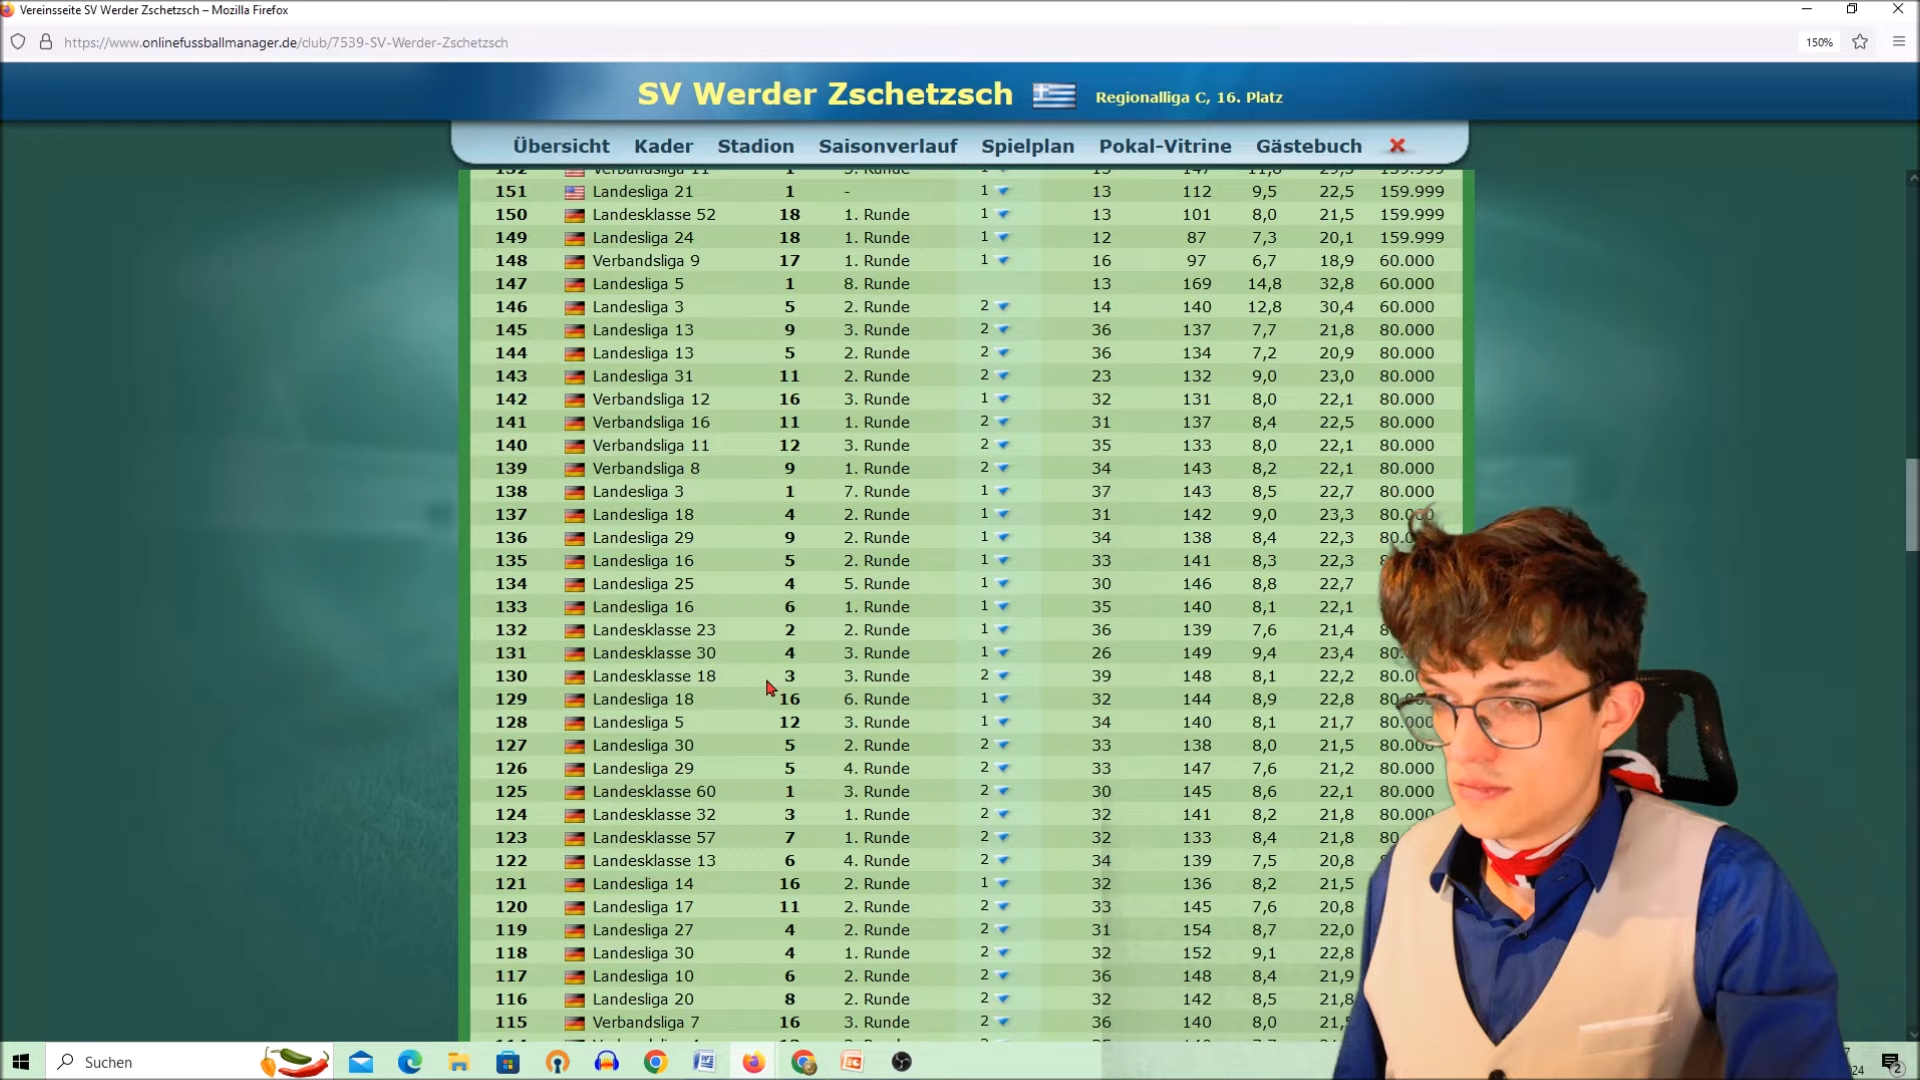 Vereinsseite SV Werder Zschetzsch – Mozilla Firefox
https://www.onlinefussballmanager.de/club/7539-SV-Werder-Zschetzsch 150%
SV Werder Zschetzsch Regionalliga C, 16. Platz
Übersicht Kader Stadion Saisonverlauf Spielplan Pokal-Vitrine Gästebuch
151 Landesliga 21 1 - 1 13 112 9,5 22,5 159.999
150 Landesklasse 52 18 1. Runde 1 13 101 8,0 21,5 159.999
149 Landesliga 24 18 1. Runde 1 12 87 7,3 20,1 159.999
148 Verbandsliga 9 17 1. Runde 1 16 97 6,7 18,9 60.000
147 Landesliga 5 1 8. Runde 13 169 14,8 32,8 60.000
146 Landesliga 3 5 2. Runde 2 14 140 12,8 30,4 60.000
145 Landesliga 13 9 3. Runde 2 36 137 7,7 21,8 80.000
144 Landesliga 13 5 2. Runde 2 36 134 7,2 20,9 80.000
143 Landesliga 31 11 2. Runde 2 23 132 9,0 23,0 80.000
142 Verbandsliga 12 16 3. Runde 1 32 131 8,0 22,1 80.000
141 Verbandsliga 16 11 1. Runde 2 31 137 8,4 22,5 80.000
140 Verbandsliga 11 12 3. Runde 2 35 133 8,0 22,1 80.000
139 Verbandsliga 8 9 1. Runde 2 34 143 8,2 22,1 80.000
138 Landesliga 3 1 7. Runde 1 37 143 8,5 22,7 80.000
137 Landesliga 18 4 2. Runde 1 31 142 9,0 23,3
136 Landesliga 29 9 2. Runde 1 34 138 8,4 22,3
135 Landesliga 16 5 2. Runde 1 33 141 8,3 22,3
134 Landesliga 25 4 5. Runde 1 30 146 8,8 22,7
133 Landesliga 16 6 1. Runde 1 35 140 8,1 22,1
132 Landesklasse 23 2 2. Runde 1 36 139 7,6 21,4
131 Landesklasse 30 4 3. Runde 1 26 149 9,4 23,4
130 Landesklasse 18 3 3. Runde 2 39 148 8,1 22,2
129 Landesliga 18 16 6. Runde 1 32 144 8,9 22,8
128 Landesliga 5 12 3. Runde 1 34 140 8,1 21,7
127 Landesliga 30 5 2. Runde 2 33 138 8,0 21,5 80.000
126 Landesliga 29 5 4. Runde 2 33 147 7,6 21,2 80.000
125 Landesklasse 60 1 3. Runde 2 30 145 8,6 22,1 80.000
124 Landesklasse 32 3 1. Runde 2 32 141 8,2 21,8 80.000
123 Landesklasse 57 7 1. Runde 2 32 133 8,4 21,8
122 Landesklasse 13 6 4. Runde 2 34 139 7,5 20,8
121 Landesliga 14 16 2. Runde 1 32 136 8,2 21,5
120 Landesliga 17 11 2. Runde 2 33 145 7,6 20,8
119 Landesliga 27 4 2. Runde 2 31 154 8,7 22,0
118 Landesliga 30 4 1. Runde 2 32 152 9,1 22,8
117 Landesliga 10 6 2. Runde 2 36 148 8,4 21,9
116 Landesliga 20 8 2. Runde 2 32 142 8,5 21,8
115 Verbandsliga 7 16 3. Runde 2 36 140 8,0
Suchen
2